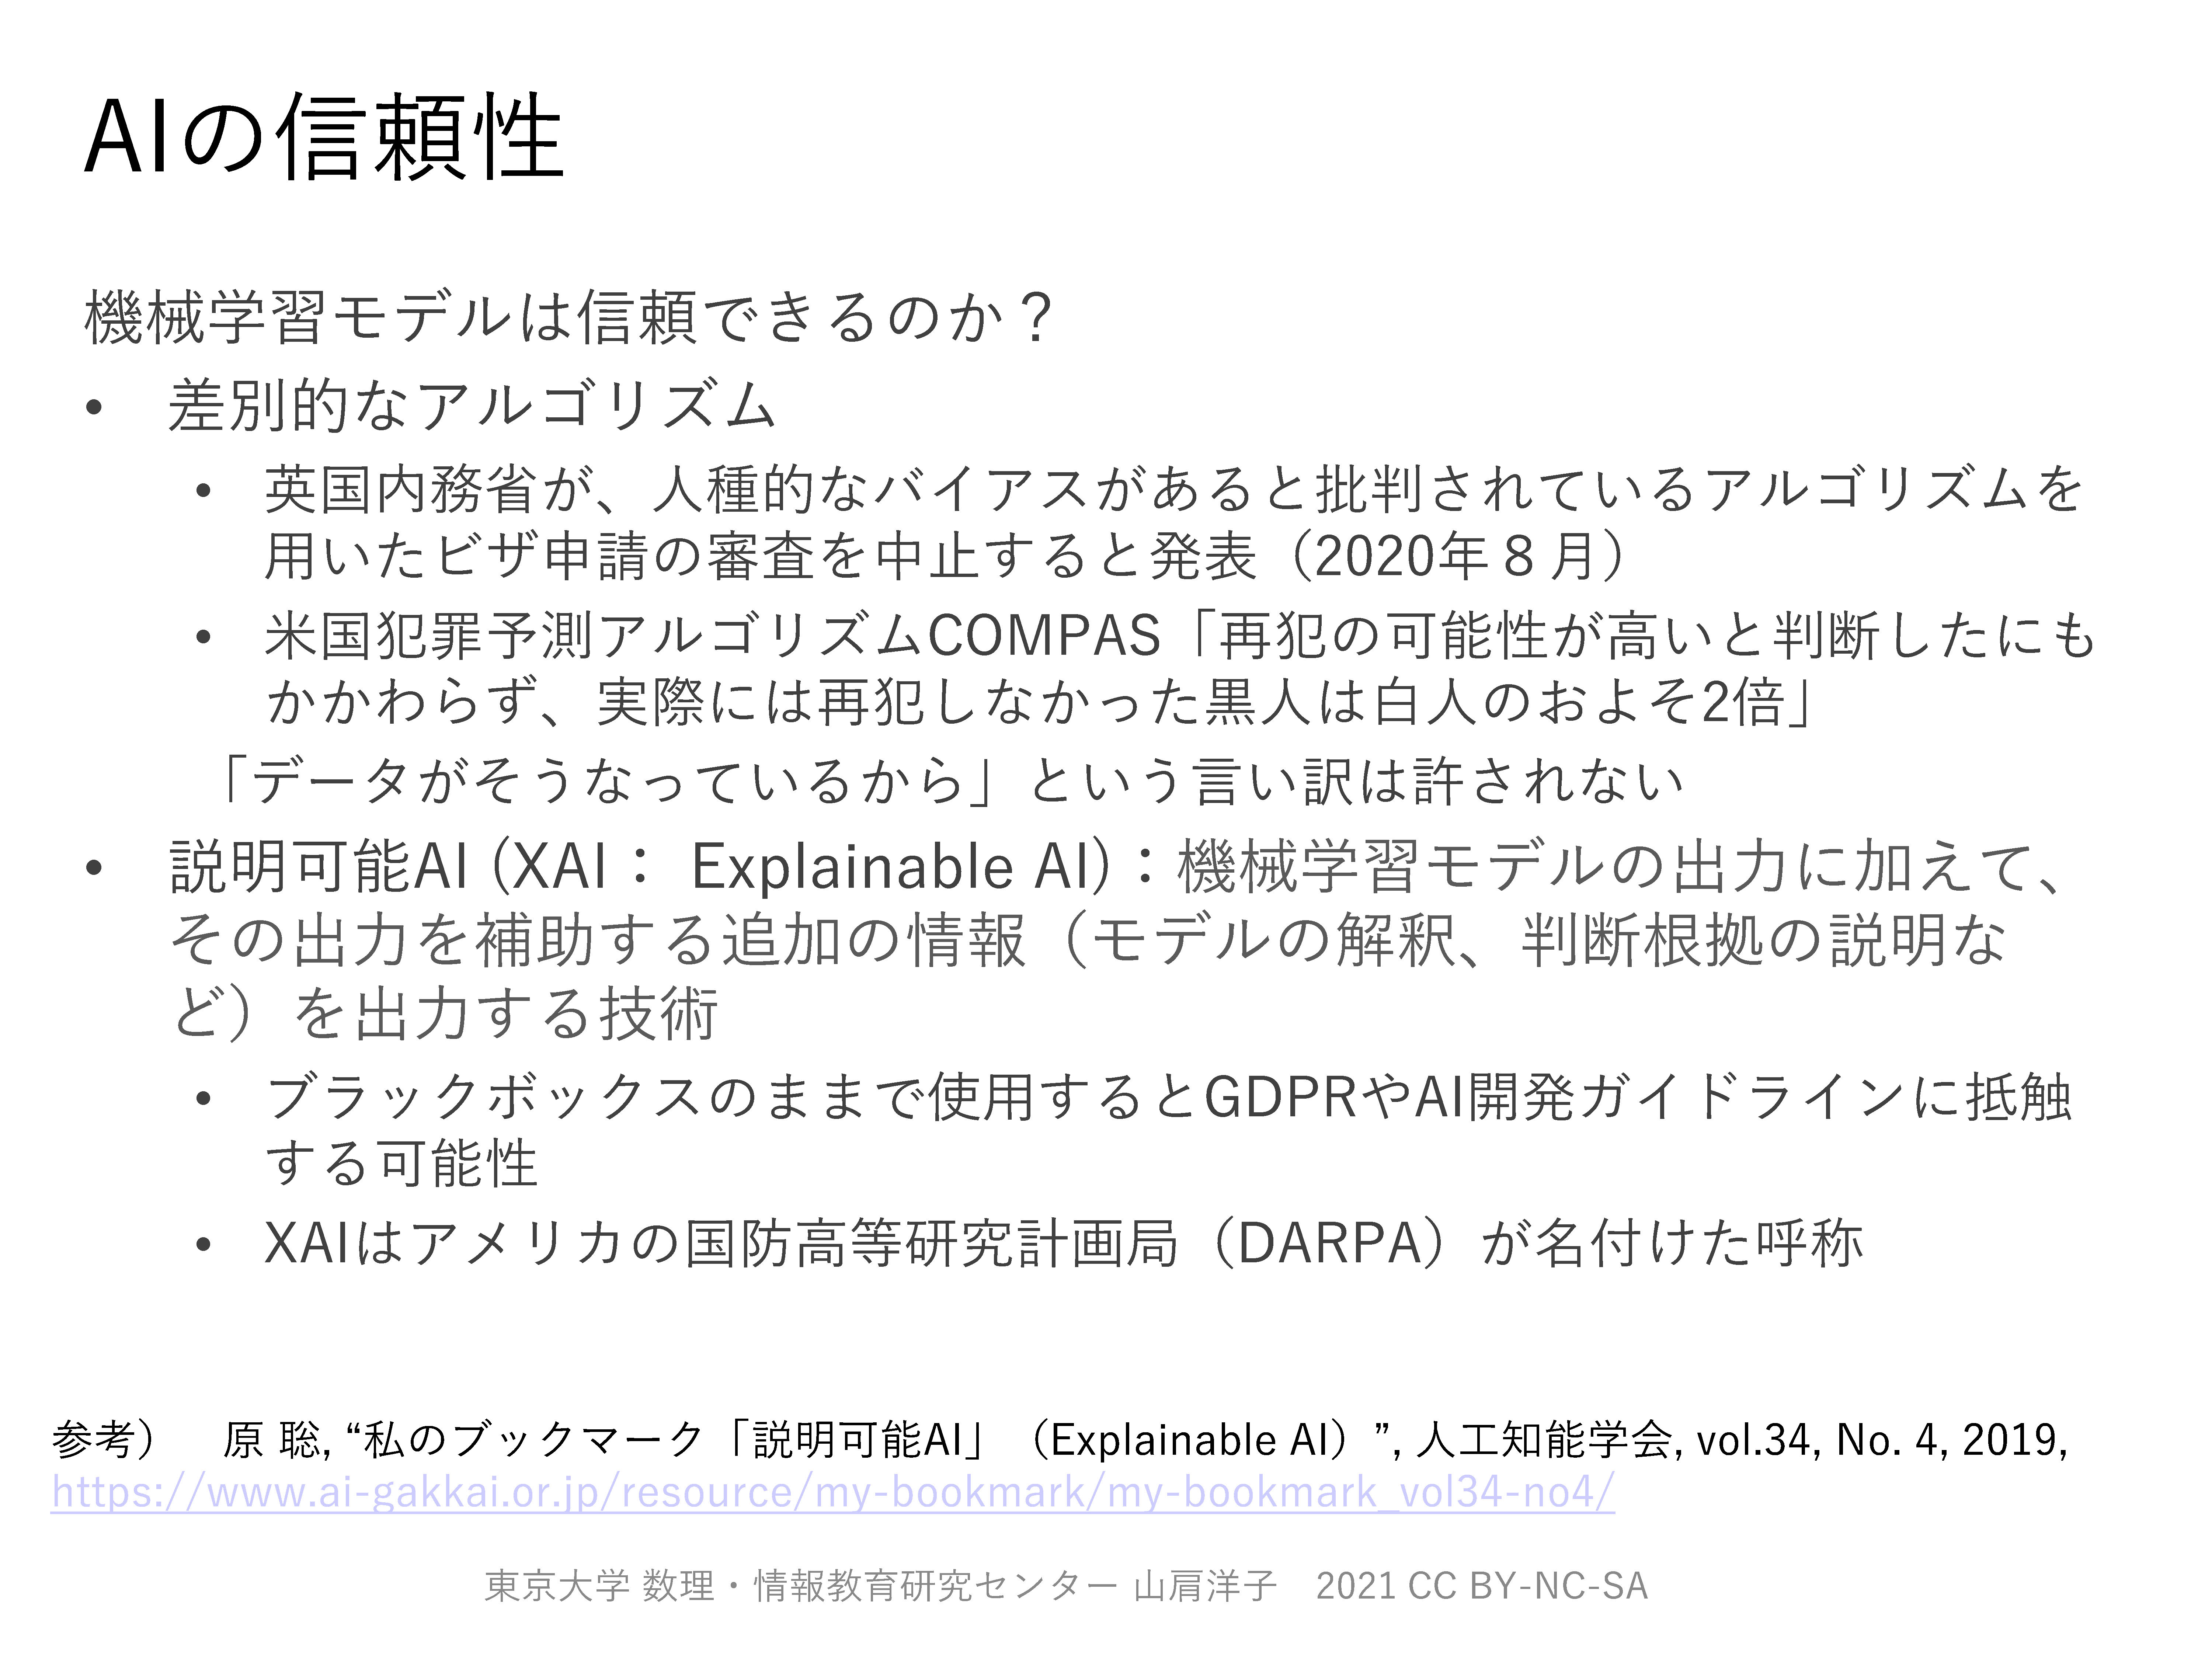 AIの信頼性
機械学習モデルは信頼できるのか？
• 差別的なアルゴリズム
• 英国内務省が、人種的なバイアスがあると批判されているアルゴリズムを
用いたビザ申請の審査を中止すると発表（2020年８月）
• 米国犯罪予測アルゴリズムCOMPAS「再犯の可能性が高いと判断したにも
かかわらず、実際には再犯しなかった黒人は白人のおよそ2倍」
「データがそうなっているから」という言い訳は許されない
• 説明可能AI (XAI： Explainable AI)：機械学習モデルの出力に加えて、
その出力を補助する追加の情報（モデルの解釈、判断根拠の説明な
ど）を出力する技術
• ブラックボックスのままで使用するとGDPRやAI開発ガイドラインに抵触
する可能性
• XAIはアメリカの国防高等研究計画局（DARPA）が名付けた呼称
参考）　原 聡, “私のブックマーク「説明可能AI」（Explainable AI）”, 人工知能学会, vol.34, No. 4, 2019,
https://www.ai-gakkai.or.jp/resource/my-bookmark/my-bookmark_vol34-no4/
東京大学 数理・情報教育研究センター 山肩洋子　2021 CC BY-NC-SA